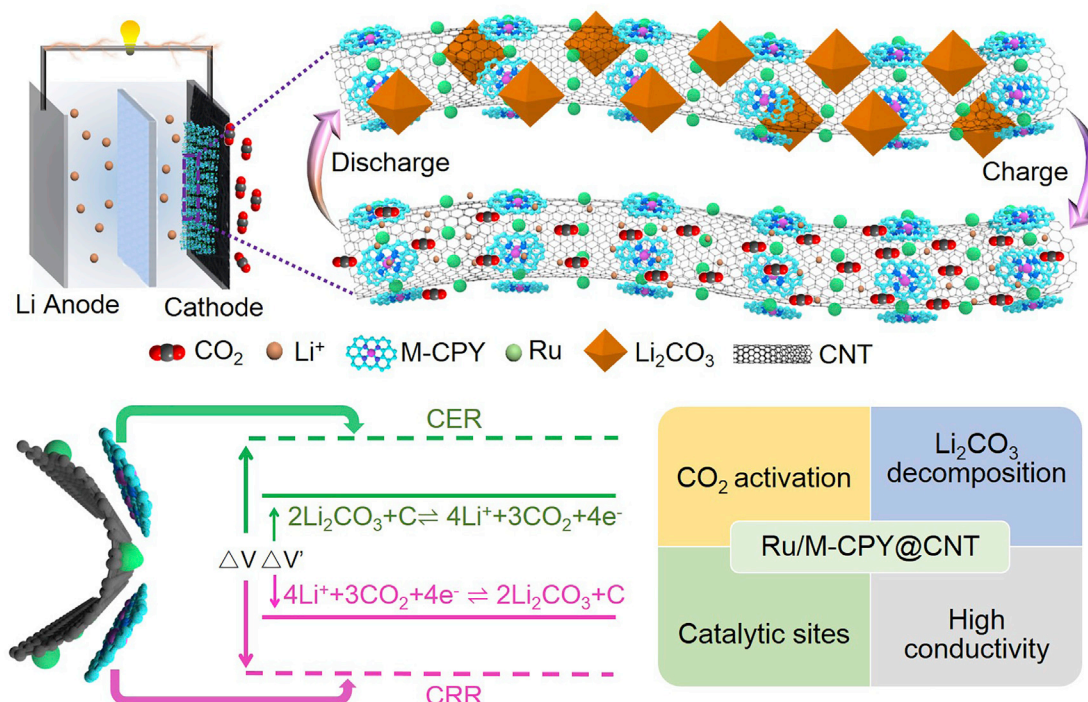 Discharge
Charge
Li Anode
Cathode
CO₂
Li⁺
M-CPY
Ru
Li₂CO₃
CNT
CER
2Li₂CO₃+C⇌ 4Li⁺+3CO₂+4e⁻
△V △V’
4Li⁺+3CO₂+4e⁻ ⇌ 2Li₂CO₃+C
CRR
CO₂ activation
Li₂CO₃
decomposition
Ru/M-CPY@CNT
Catalytic sites
High
conductivity